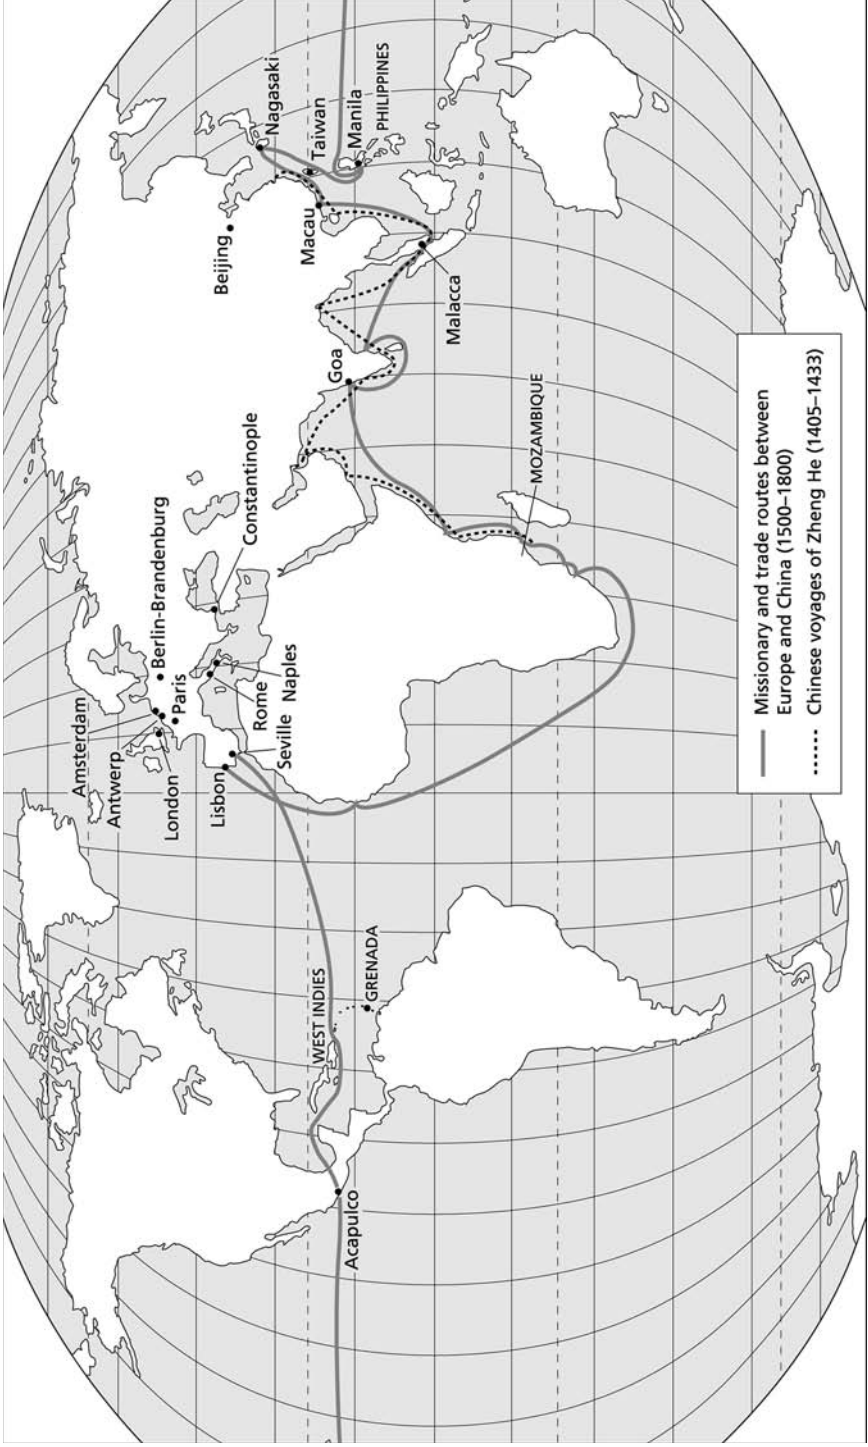 Amsterdam
Antwerp
London
Berlin-Brandenburg
Paris
Lisbon
Seville
Rome
Naples
Constantinople
Beijing
Nagasaki
Taiwan
Macau
Manila
PHILIPPINES
Goa
Malacca
MOZAMBIQUE
WEST INDIES
GRENADA
Acapulco
Missionary and trade routes between
Europe and China (1500–1800)
Chinese voyages of Zheng He (1405–1433)